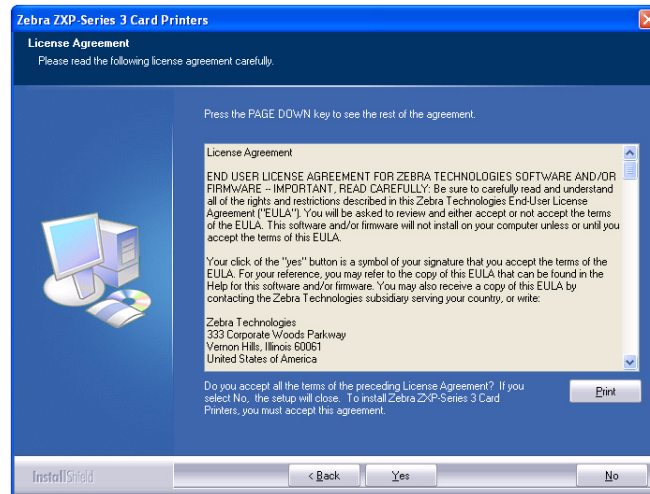 Zebra ZXP-Series 3 Card Printers
License Agreement
Please read the following license agreement carefully.
Press the PAGE DOWN key to see the rest of the agreement.
License Agreement
END USER LICENSE AGREEMENT FOR ZEBRA TECHNOLOGIES SOFTWARE AND/OR
FIRMWARE -- IMPORTANT, READ CAREFULLY: Be sure to carefully read and understand
all of the rights and restrictions described in this Zebra Technologies End-User License
Agreement ("EULA"). You will be asked to review and either accept or not accept the terms
of the EULA. This software and/or firmware will not install on your computer unless or until you
accept the terms of this EULA.
Your click of the "yes" button is a symbol of your signature that you accept the terms of the
EULA. For your reference, you may refer to the copy of this EULA that can be found in the
Help for this software and/or firmware. You may also receive a copy of this EULA by
contacting the Zebra Technologies subsidiary serving your country, or write:
Zebra Technologies
333 Corporate Woods Parkway
Vernon Hills, Illinois 60061
United States of America
Do you accept all the terms of the preceding License Agreement? If you
select No, the setup will close. To install Zebra ZXP-Series 3 Card
Printers, you must accept this agreement.
Print
InstallShield
< Back
Yes
No